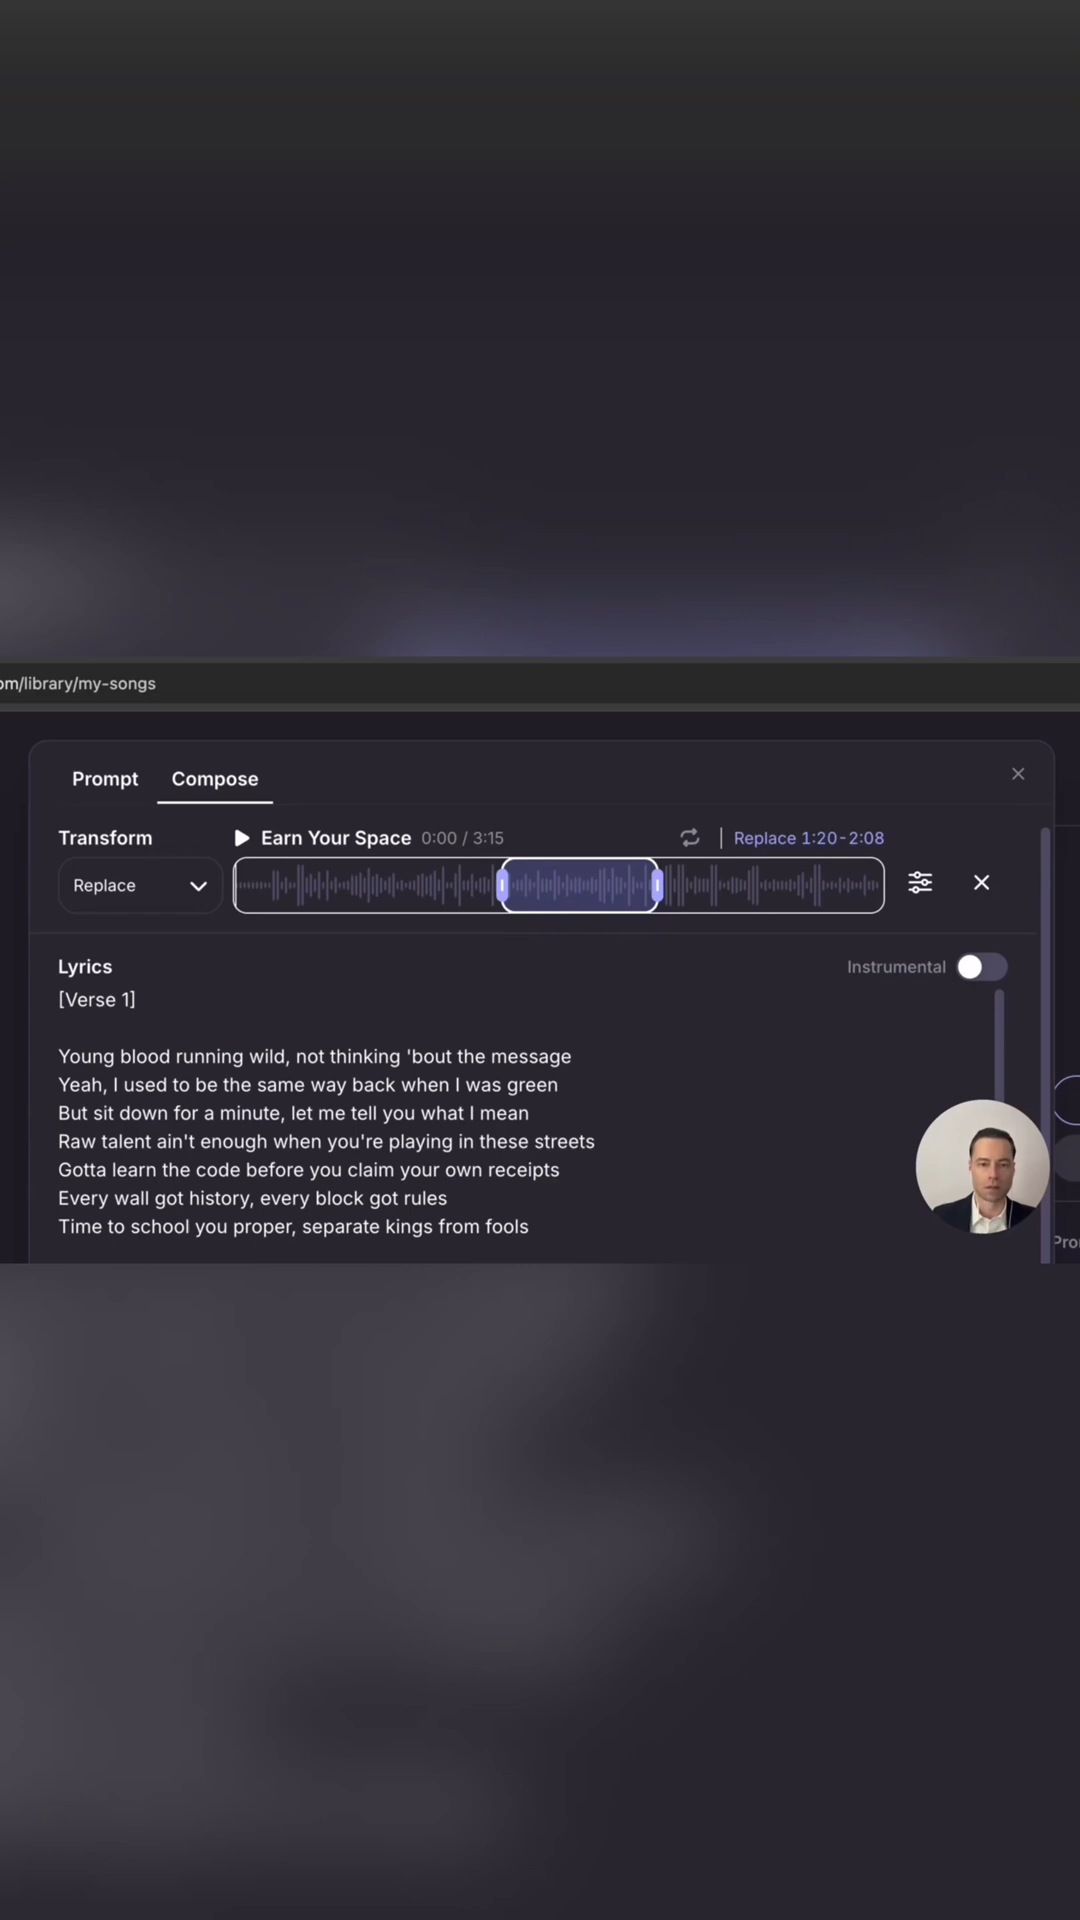 om/library/my-songs
Prompt Compose
Transform Earn Your Space 0:00 / 3:15 Replace 1:20-2:08
Replace
Lyrics Instrumental
[Verse 1]
Young blood running wild, not thinking 'bout the message
Yeah, I used to be the same way back when I was green
But sit down for a minute, let me tell you what I mean
Raw talent ain't enough when you're playing in these streets
Gotta learn the code before you claim your own receipts
Every wall got history, every block got rules
Time to school you proper, separate kings from fools
Pro